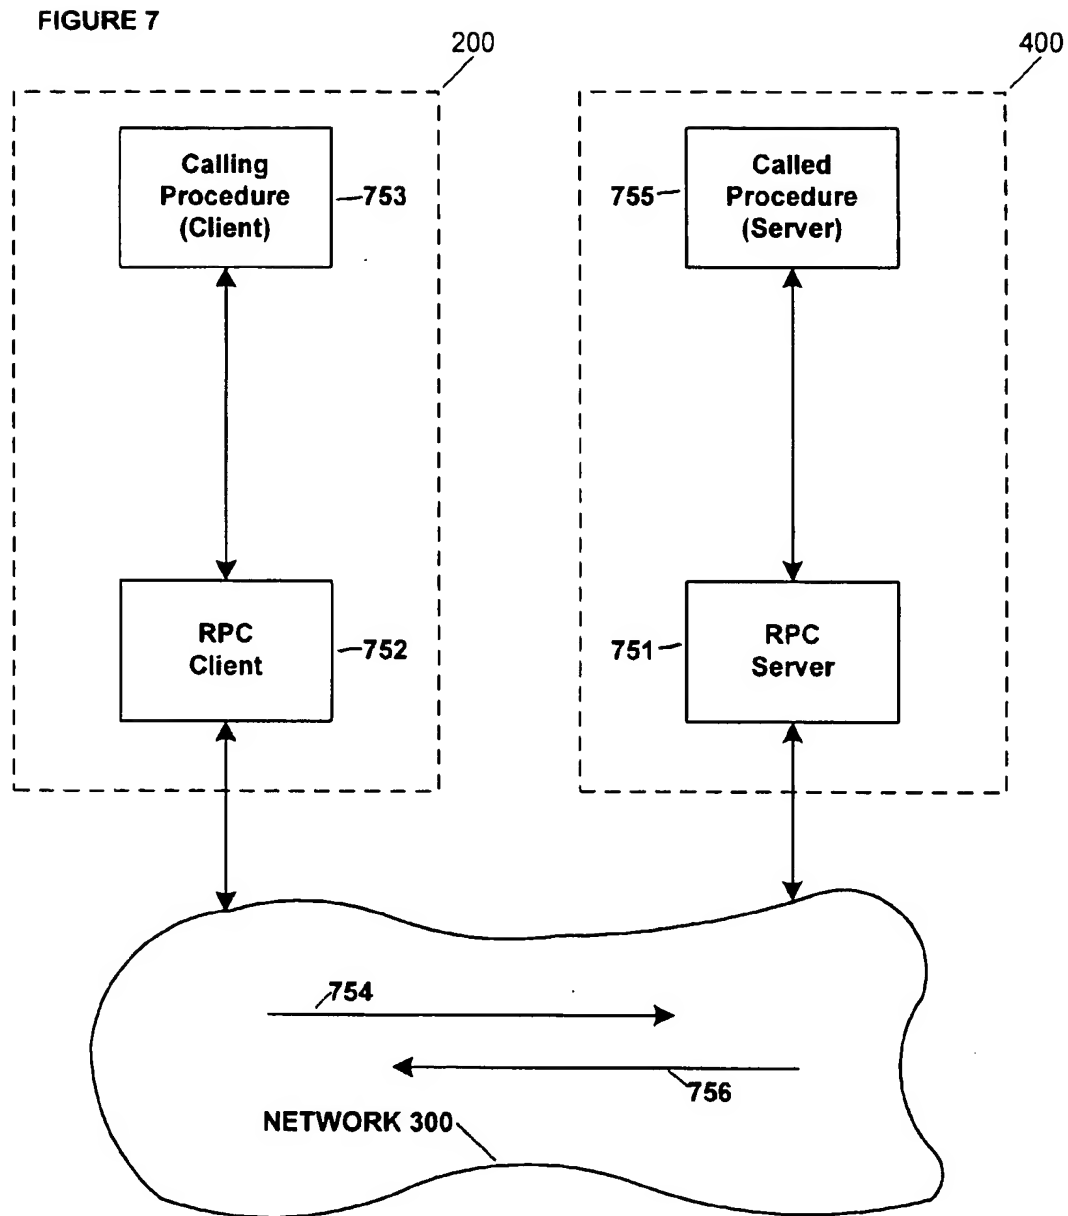 FIGURE 7
200
400
Calling
Procedure
(Client)
753
755
Called
Procedure
(Server)
RPC
Client
752
751
RPC
Server
754
756
NETWORK 300